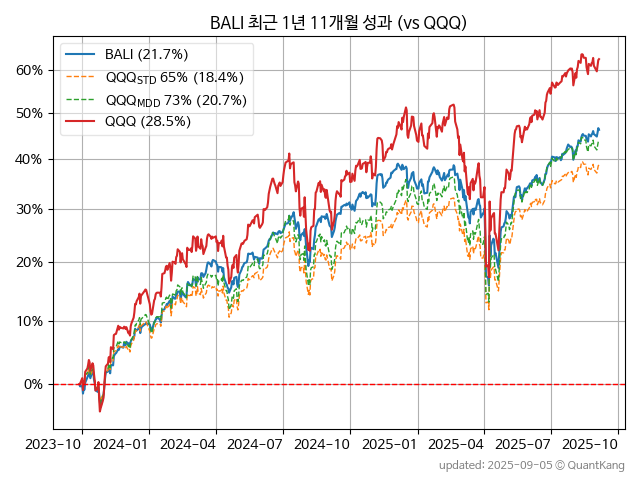 BALI 최근 1년 11개월 성과 (vs QQQ)
BALI (21.7%)
QQQSTD 65% (18.4%)
QQQMDD 73% (20.7%)
QQQ (28.5%)
60%
50%
40%
30%
20%
10%
0%
2023-10 2024-01 2024-04 2024-07 2024-10 2025-01 2025-04 2025-07 2025-10
updated: 2025-09-05 © QuantKang